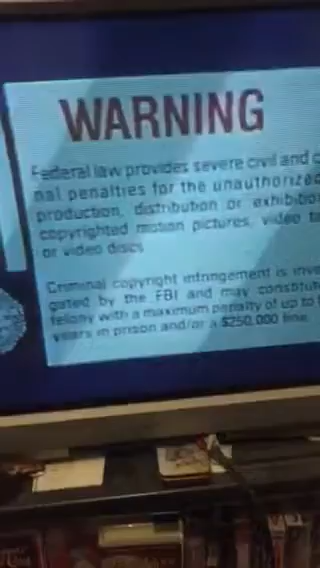 WARNING
Federal law provides severe civil and c
nal penalties for the unauthorized
production, distribution or exhibitio
copyrighted motion pictures, video ta
or video discs
Criminal copyright infringement is inve
gated by the FBI and may constitut
felony with a maximum penalty of up to
years in prison and/or a $250,000 fine.